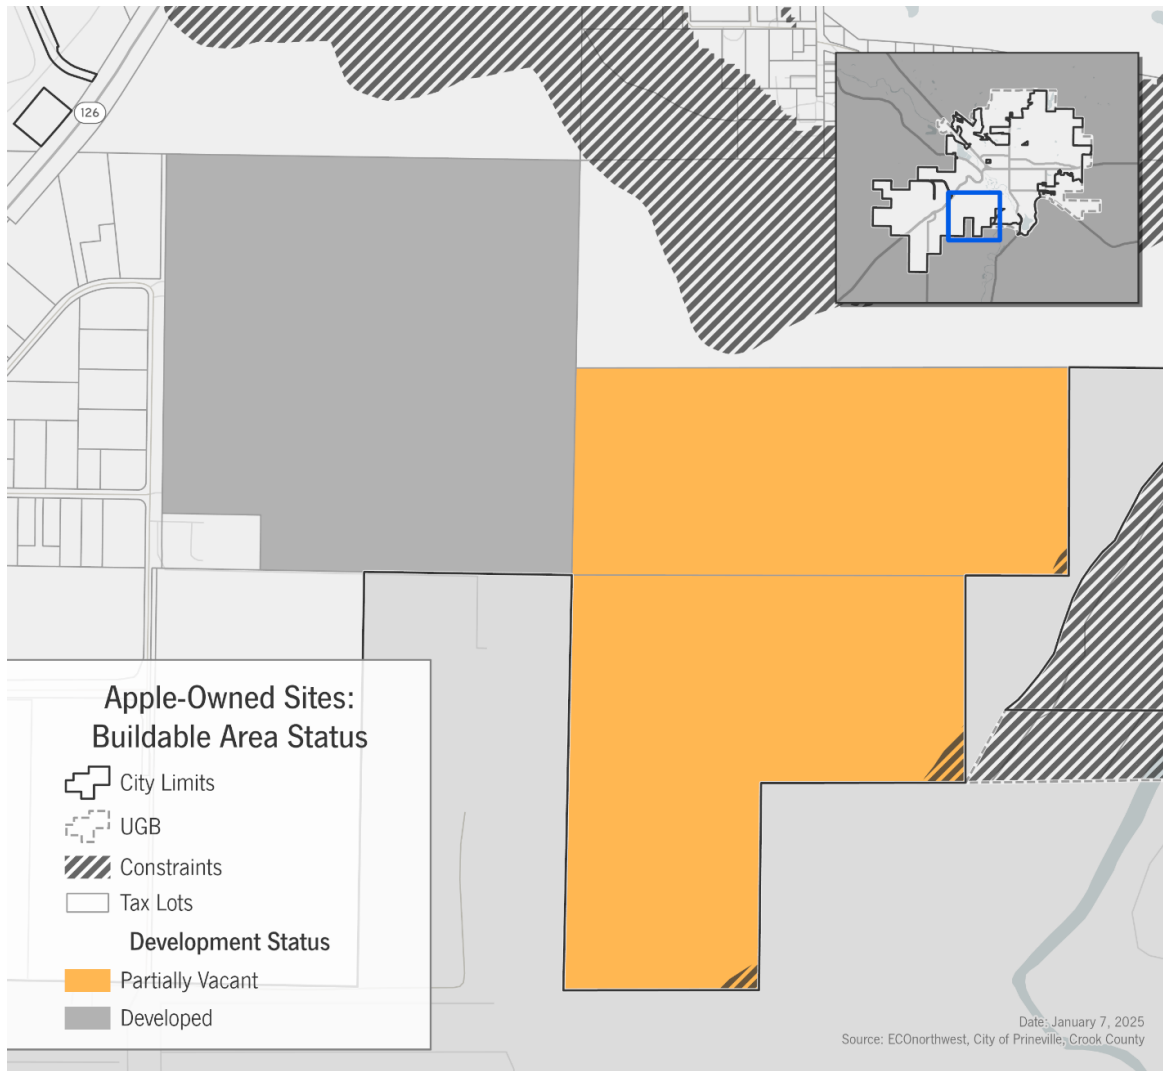 126
Apple-Owned Sites:
Buildable Area Status
City Limits
UGB
Constraints
Tax Lots
Development Status
Partially Vacant
Developed
Date: January 7, 2025
Source: ECOnorthwest, City of Prineville, Crook County